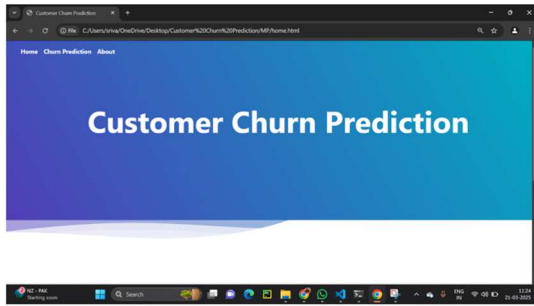 Customer Churn Prediction
File C:/Users/sriva/OneDrive/Desktop/Customer%20Churn%20Prediction/MP/home.html
Home Churn Prediction About
Customer Churn Prediction
NZ - PAK
Starting soon
Search
ENG
11:24
21-03-2025